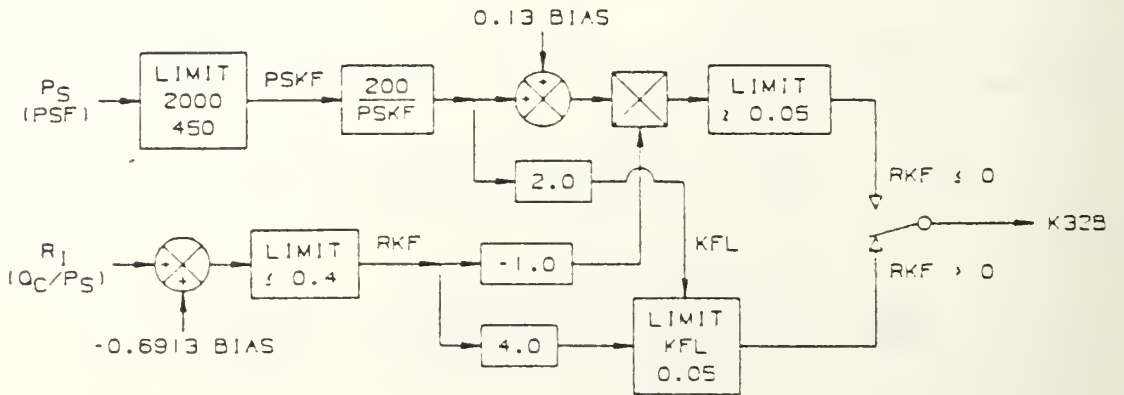 0.13 BIAS
PS
(PSF)
LIMIT
2000
450
PSKF
200
PSKF
LIMIT
≥ 0.05
2.0
RKF ≤ 0
K32B
RI
(QC/PS)
LIMIT
≤ 0.4
RKF
-1.0
KFL
RKF > 0
-0.6913 BIAS
4.0
LIMIT
KFL
0.05